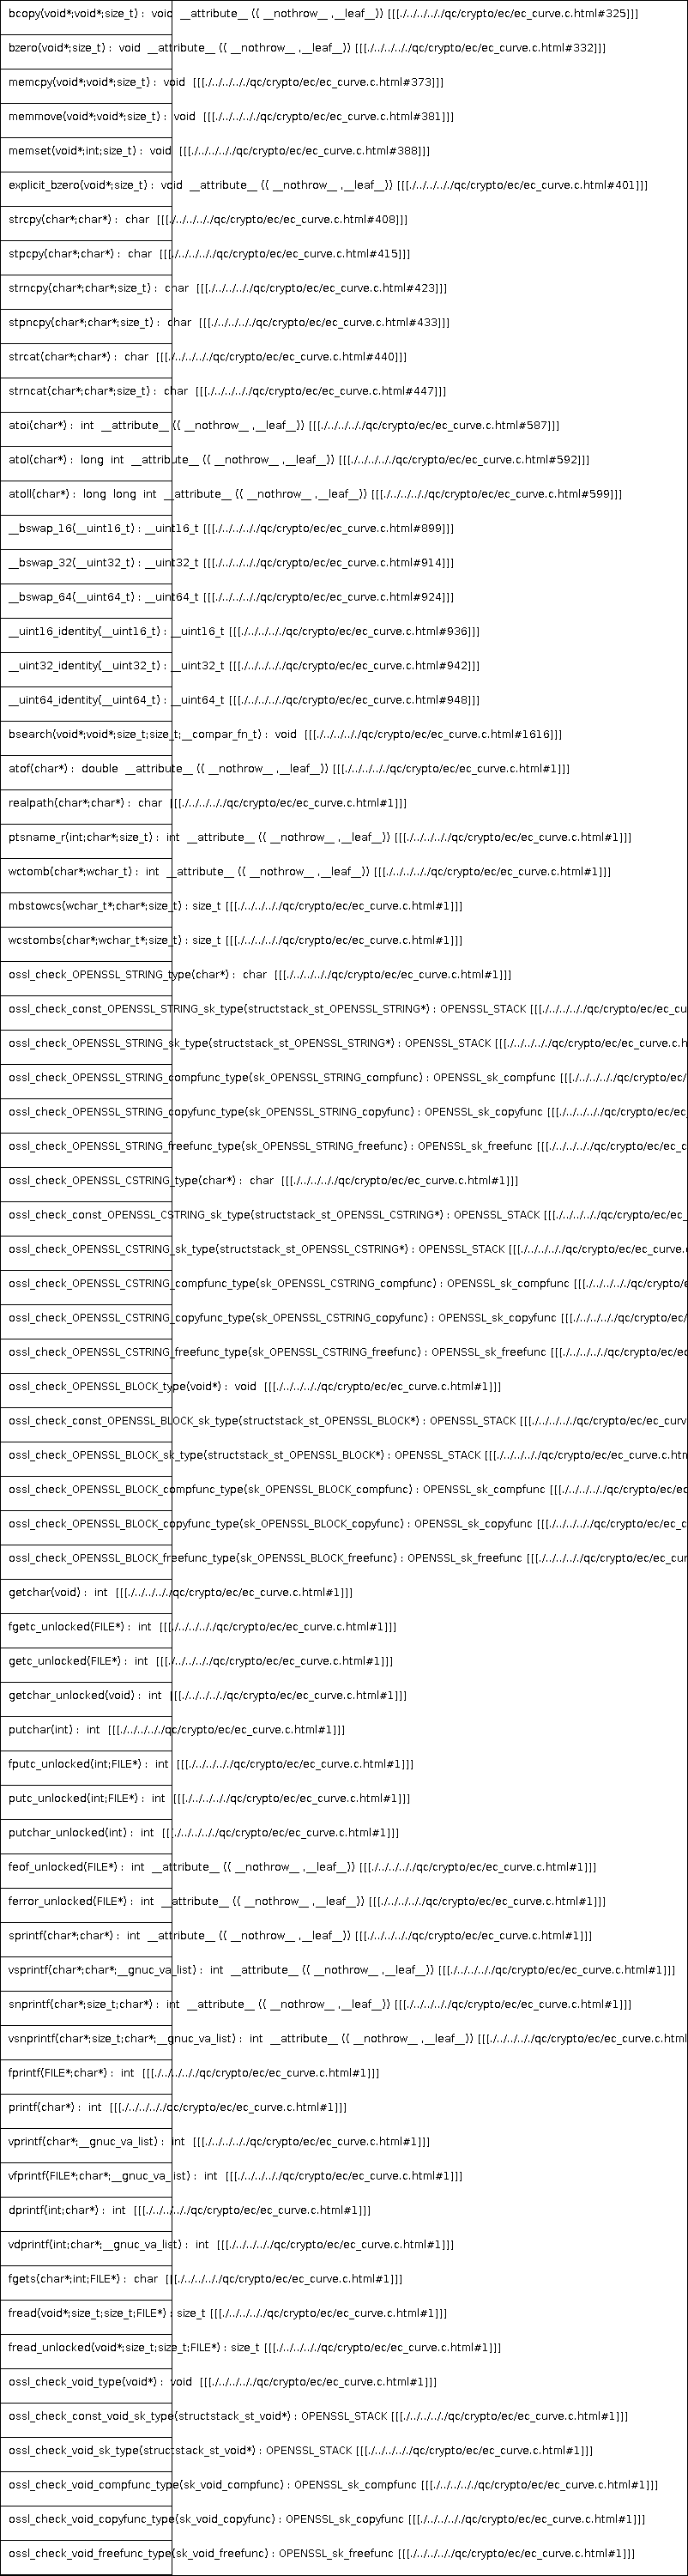 bcopy(void*;void*;size_t) :  void  __attribute__ (( __nothrow__ ,__leaf__)) [[[./../../../../qc/crypto/ec/ec_curve.c.html#325]]]
bzero(void*;size_t) :  void  __attribute__ (( __nothrow__ ,__leaf__)) [[[./../../../../qc/crypto/ec/ec_curve.c.html#332]]]
memcpy(void*;void*;size_t) :  void  [[[./../../../../qc/crypto/ec/ec_curve.c.html#373]]]
memmove(void*;void*;size_t) :  void  [[[./../../../../qc/crypto/ec/ec_curve.c.html#381]]]
memset(void*;int;size_t) :  void  [[[./../../../../qc/crypto/ec/ec_curve.c.html#388]]]
explicit_bzero(void*;size_t) :  void  __attribute__ (( __nothrow__ ,__leaf__)) [[[./../../../../qc/crypto/ec/ec_curve.c.html#401]]]
strcpy(char*;char*) :  char  [[[./../../../../qc/crypto/ec/ec_curve.c.html#408]]]
stpcpy(char*;char*) :  char  [[[./../../../../qc/crypto/ec/ec_curve.c.html#415]]]
strncpy(char*;char*;size_t) :  char  [[[./../../../../qc/crypto/ec/ec_curve.c.html#423]]]
stpncpy(char*;char*;size_t) :  char  [[[./../../../../qc/crypto/ec/ec_curve.c.html#433]]]
strcat(char*;char*) :  char  [[[./../../../../qc/crypto/ec/ec_curve.c.html#440]]]
strncat(char*;char*;size_t) :  char  [[[./../../../../qc/crypto/ec/ec_curve.c.html#447]]]
atoi(char*) :  int  __attribute__ (( __nothrow__ ,__leaf__)) [[[./../../../../qc/crypto/ec/ec_curve.c.html#587]]]
atol(char*) :  long  int  __attribute__ (( __nothrow__ ,__leaf__)) [[[./../../../../qc/crypto/ec/ec_curve.c.html#592]]]
atoll(char*) :  long  long  int  __attribute__ (( __nothrow__ ,__leaf__)) [[[./../../../../qc/crypto/ec/ec_curve.c.html#599]]]
__bswap_16(__uint16_t) : __uint16_t [[[./../../../../qc/crypto/ec/ec_curve.c.html#899]]]
__bswap_32(__uint32_t) : __uint32_t [[[./../../../../qc/crypto/ec/ec_curve.c.html#914]]]
__bswap_64(__uint64_t) : __uint64_t [[[./../../../../qc/crypto/ec/ec_curve.c.html#924]]]
__uint16_identity(__uint16_t) : __uint16_t [[[./../../../../qc/crypto/ec/ec_curve.c.html#936]]]
__uint32_identity(__uint32_t) : __uint32_t [[[./../../../../qc/crypto/ec/ec_curve.c.html#942]]]
__uint64_identity(__uint64_t) : __uint64_t [[[./../../../../qc/crypto/ec/ec_curve.c.html#948]]]
bsearch(void*;void*;size_t;size_t;__compar_fn_t) :  void  [[[./../../../../qc/crypto/ec/ec_curve.c.html#1616]]]
atof(char*) :  double  __attribute__ (( __nothrow__ ,__leaf__)) [[[./../../../../qc/crypto/ec/ec_curve.c.html#1]]]
realpath(char*;char*) :  char  [[[./../../../../qc/crypto/ec/ec_curve.c.html#1]]]
ptsname_r(int;char*;size_t) :  int  __attribute__ (( __nothrow__ ,__leaf__)) [[[./../../../../qc/crypto/ec/ec_curve.c.html#1]]]
wctomb(char*;wchar_t) :  int  __attribute__ (( __nothrow__ ,__leaf__)) [[[./../../../../qc/crypto/ec/ec_curve.c.html#1]]]
mbstowcs(wchar_t*;char*;size_t) : size_t [[[./../../../../qc/crypto/ec/ec_curve.c.html#1]]]
wcstombs(char*;wchar_t*;size_t) : size_t [[[./../../../../qc/crypto/ec/ec_curve.c.html#1]]]
ossl_check_OPENSSL_STRING_type(char*) :  char  [[[./../../../../qc/crypto/ec/ec_curve.c.html#1]]]
ossl_check_const_OPENSSL_STRING_sk_type(structstack_st_OPENSSL_STRING*) : OPENSSL_STACK [[[./../../../../qc/crypto/ec/ec_cu
ossl_check_OPENSSL_STRING_sk_type(structstack_st_OPENSSL_STRING*) : OPENSSL_STACK [[[./../../../../qc/crypto/ec/ec_curve.c.h
ossl_check_OPENSSL_STRING_compfunc_type(sk_OPENSSL_STRING_compfunc) : OPENSSL_sk_compfunc [[[./../../../../qc/crypto/ec/
ossl_check_OPENSSL_STRING_copyfunc_type(sk_OPENSSL_STRING_copyfunc) : OPENSSL_sk_copyfunc [[[./../../../../qc/crypto/ec/ec_
ossl_check_OPENSSL_STRING_freefunc_type(sk_OPENSSL_STRING_freefunc) : OPENSSL_sk_freefunc [[[./../../../../qc/crypto/ec/ec_c
ossl_check_OPENSSL_CSTRING_type(char*) :  char  [[[./../../../../qc/crypto/ec/ec_curve.c.html#1]]]
ossl_check_const_OPENSSL_CSTRING_sk_type(structstack_st_OPENSSL_CSTRING*) : OPENSSL_STACK [[[./../../../../qc/crypto/ec/ec_
ossl_check_OPENSSL_CSTRING_sk_type(structstack_st_OPENSSL_CSTRING*) : OPENSSL_STACK [[[./../../../../qc/crypto/ec/ec_curve.
ossl_check_OPENSSL_CSTRING_compfunc_type(sk_OPENSSL_CSTRING_compfunc) : OPENSSL_sk_compfunc [[[./../../../../qc/crypto/e
ossl_check_OPENSSL_CSTRING_copyfunc_type(sk_OPENSSL_CSTRING_copyfunc) : OPENSSL_sk_copyfunc [[[./../../../../qc/crypto/ec/
ossl_check_OPENSSL_CSTRING_freefunc_type(sk_OPENSSL_CSTRING_freefunc) : OPENSSL_sk_freefunc [[[./../../../../qc/crypto/ec/ec
ossl_check_OPENSSL_BLOCK_type(void*) :  void  [[[./../../../../qc/crypto/ec/ec_curve.c.html#1]]]
ossl_check_const_OPENSSL_BLOCK_sk_type(structstack_st_OPENSSL_BLOCK*) : OPENSSL_STACK [[[./../../../../qc/crypto/ec/ec_curv
ossl_check_OPENSSL_BLOCK_sk_type(structstack_st_OPENSSL_BLOCK*) : OPENSSL_STACK [[[./../../../../qc/crypto/ec/ec_curve.c.htm
ossl_check_OPENSSL_BLOCK_compfunc_type(sk_OPENSSL_BLOCK_compfunc) : OPENSSL_sk_compfunc [[[./../../../../qc/crypto/ec/ec
ossl_check_OPENSSL_BLOCK_copyfunc_type(sk_OPENSSL_BLOCK_copyfunc) : OPENSSL_sk_copyfunc [[[./../../../../qc/crypto/ec/ec_c
ossl_check_OPENSSL_BLOCK_freefunc_type(sk_OPENSSL_BLOCK_freefunc) : OPENSSL_sk_freefunc [[[./../../../../qc/crypto/ec/ec_cur
getchar(void) :  int  [[[./../../../../qc/crypto/ec/ec_curve.c.html#1]]]
fgetc_unlocked(FILE*) :  int  [[[./../../../../qc/crypto/ec/ec_curve.c.html#1]]]
getc_unlocked(FILE*) :  int  [[[./../../../../qc/crypto/ec/ec_curve.c.html#1]]]
getchar_unlocked(void) :  int  [[[./../../../../qc/crypto/ec/ec_curve.c.html#1]]]
putchar(int) :  int  [[[./../../../../qc/crypto/ec/ec_curve.c.html#1]]]
fputc_unlocked(int;FILE*) :  int  [[[./../../../../qc/crypto/ec/ec_curve.c.html#1]]]
putc_unlocked(int;FILE*) :  int  [[[./../../../../qc/crypto/ec/ec_curve.c.html#1]]]
putchar_unlocked(int) :  int  [[[./../../../../qc/crypto/ec/ec_curve.c.html#1]]]
feof_unlocked(FILE*) :  int  __attribute__ (( __nothrow__ ,__leaf__)) [[[./../../../../qc/crypto/ec/ec_curve.c.html#1]]]
ferror_unlocked(FILE*) :  int  __attribute__ (( __nothrow__ ,__leaf__)) [[[./../../../../qc/crypto/ec/ec_curve.c.html#1]]]
sprintf(char*;char*) :  int  __attribute__ (( __nothrow__ ,__leaf__)) [[[./../../../../qc/crypto/ec/ec_curve.c.html#1]]]
vsprintf(char*;char*;__gnuc_va_list) :  int  __attribute__ (( __nothrow__ ,__leaf__)) [[[./../../../../qc/crypto/ec/ec_curve.c.html#1]]]
snprintf(char*;size_t;char*) :  int  __attribute__ (( __nothrow__ ,__leaf__)) [[[./../../../../qc/crypto/ec/ec_curve.c.html#1]]]
vsnprintf(char*;size_t;char*;__gnuc_va_list) :  int  __attribute__ (( __nothrow__ ,__leaf__)) [[[./../../../../qc/crypto/ec/ec_curve.c.html
fprintf(FILE*;char*) :  int  [[[./../../../../qc/crypto/ec/ec_curve.c.html#1]]]
printf(char*) :  int  [[[./../../../../qc/crypto/ec/ec_curve.c.html#1]]]
vprintf(char*;__gnuc_va_list) :  int  [[[./../../../../qc/crypto/ec/ec_curve.c.html#1]]]
vfprintf(FILE*;char*;__gnuc_va_list) :  int  [[[./../../../../qc/crypto/ec/ec_curve.c.html#1]]]
dprintf(int;char*) :  int  [[[./../../../../qc/crypto/ec/ec_curve.c.html#1]]]
vdprintf(int;char*;__gnuc_va_list) :  int  [[[./../../../../qc/crypto/ec/ec_curve.c.html#1]]]
fgets(char*;int;FILE*) :  char  [[[./../../../../qc/crypto/ec/ec_curve.c.html#1]]]
fread(void*;size_t;size_t;FILE*) : size_t [[[./../../../../qc/crypto/ec/ec_curve.c.html#1]]]
fread_unlocked(void*;size_t;size_t;FILE*) : size_t [[[./../../../../qc/crypto/ec/ec_curve.c.html#1]]]
ossl_check_void_type(void*) :  void  [[[./../../../../qc/crypto/ec/ec_curve.c.html#1]]]
ossl_check_const_void_sk_type(structstack_st_void*) : OPENSSL_STACK [[[./../../../../qc/crypto/ec/ec_curve.c.html#1]]]
ossl_check_void_sk_type(structstack_st_void*) : OPENSSL_STACK [[[./../../../../qc/crypto/ec/ec_curve.c.html#1]]]
ossl_check_void_compfunc_type(sk_void_compfunc) : OPENSSL_sk_compfunc [[[./../../../../qc/crypto/ec/ec_curve.c.html#1]]]
ossl_check_void_copyfunc_type(sk_void_copyfunc) : OPENSSL_sk_copyfunc [[[./../../../../qc/crypto/ec/ec_curve.c.html#1]]]
ossl_check_void_freefunc_type(sk_void_freefunc) : OPENSSL_sk_freefunc [[[./../../../../qc/crypto/ec/ec_curve.c.html#1]]]